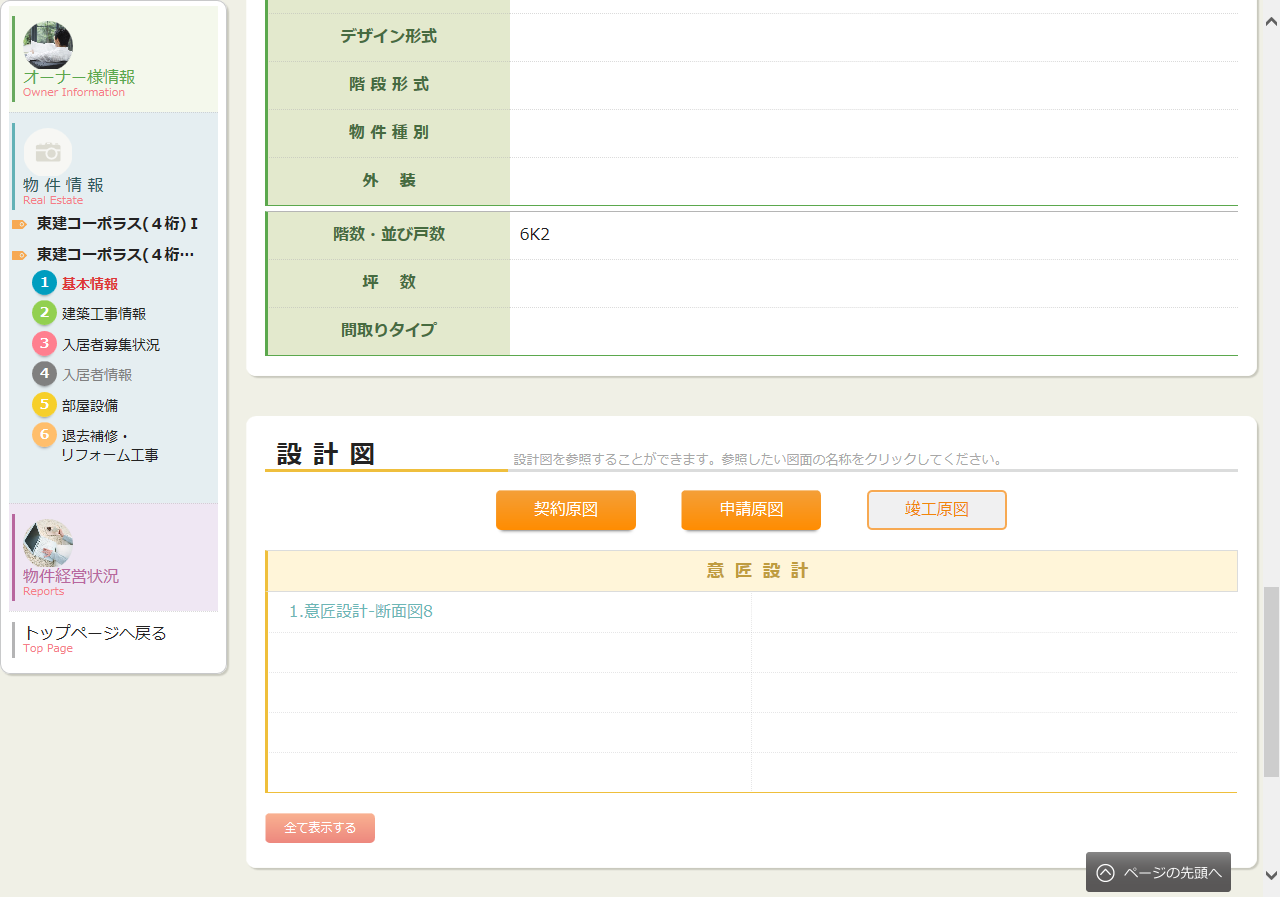 オーナー様情報
Owner Information
物 件 情 報
Real Estate
東建コーポラス(４桁) I
東建コーポラス(４桁…
1 基本情報
2 建築工事情報
3 入居者募集状況
4 入居者情報
5 部屋設備
6 退去補修・
リフォーム工事
物件経営状況
Reports
トップページへ戻る
Top Page
デザイン形式
階 段 形 式
物 件 種 別
外　装
階数・並び戸数 6K2
坪　数
間取りタイプ
設 計 図 設計図を参照することができます。参照したい図面の名称をクリックしてください。
契約原図 申請原図 竣工原図
意 匠 設 計
1.意匠設計-断面図8
全て表示する
ページの先頭へ